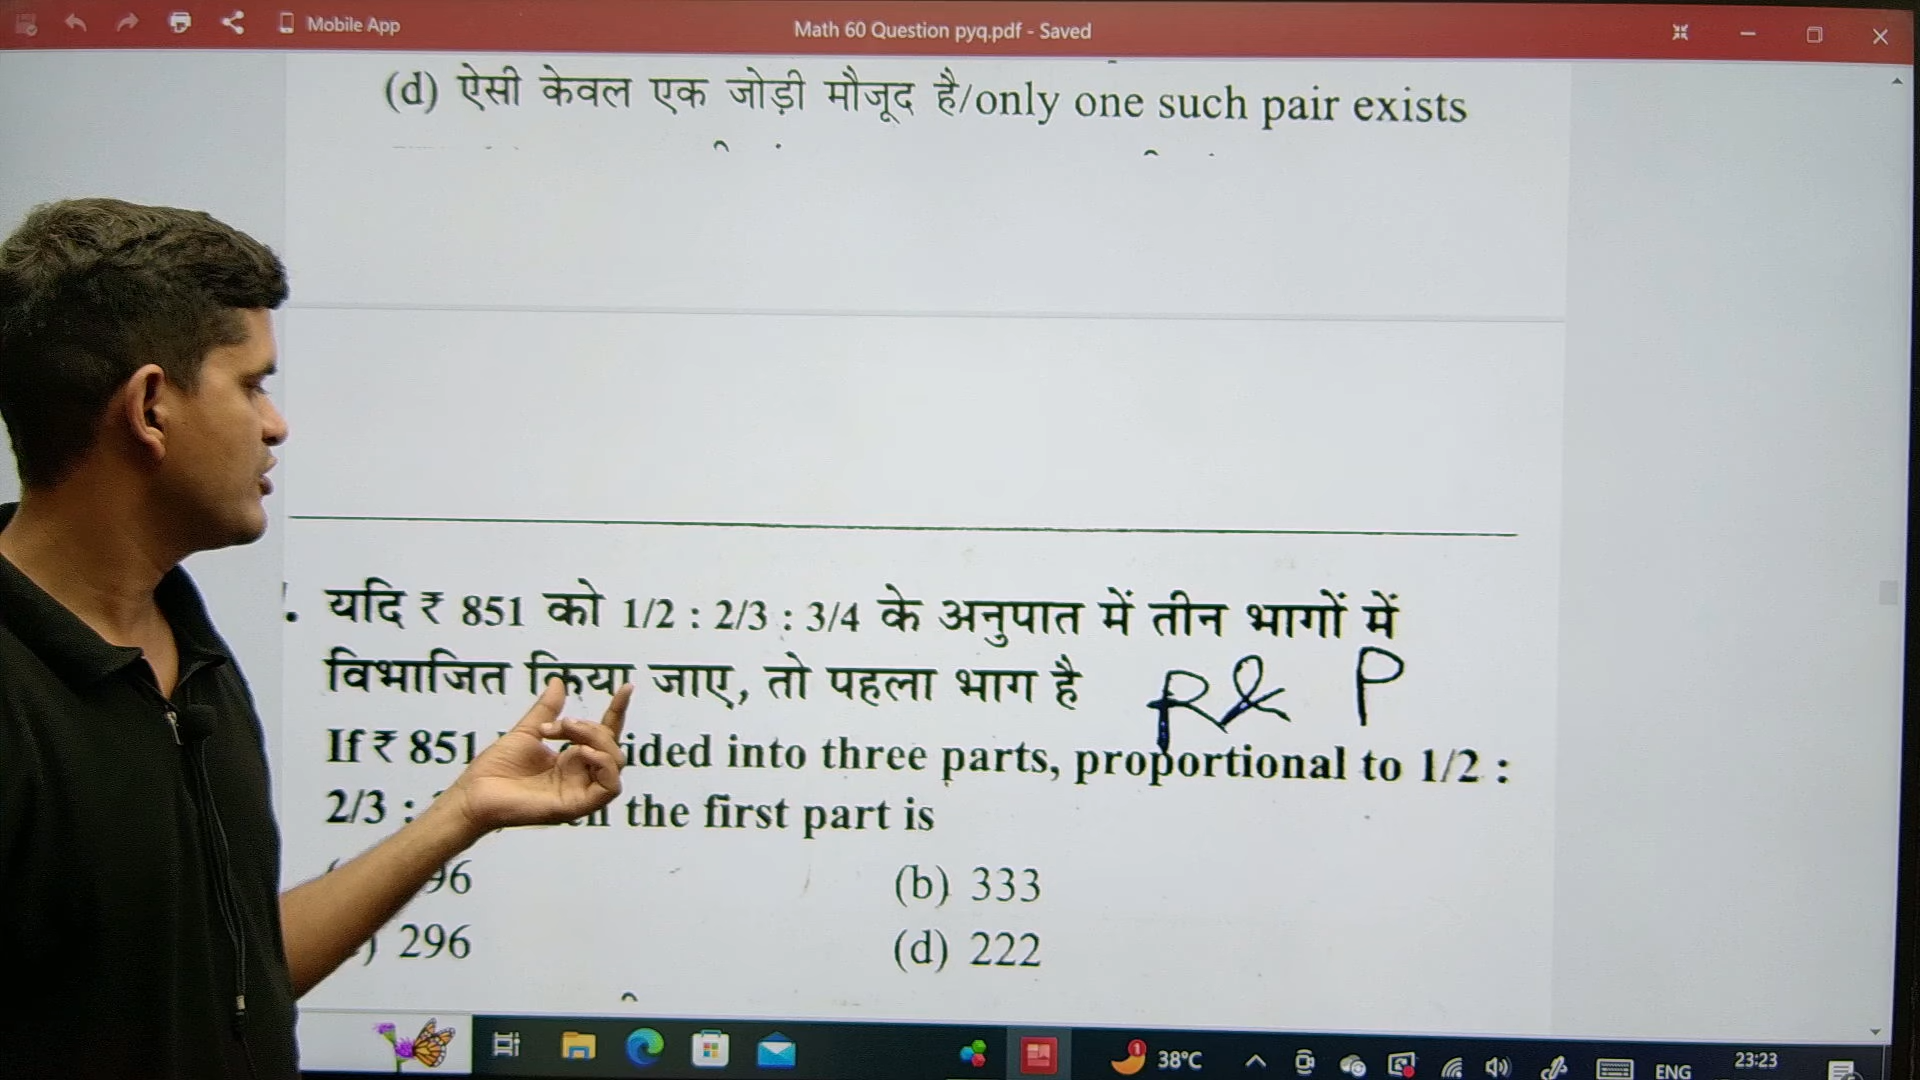 Mobile App
Math 60 Question pyq.pdf - Saved
(d) ऐसी केवल एक जोड़ी मौजूद है/only one such pair exists
. यदि ₹ 851 को 1/2 : 2/3 : 3/4 के अनुपात में तीन भागों में
विभाजित किया जाए, तो पहला भाग है
R & P
If ₹ 851 ided into three parts, proportional to 1/2 :
2/3 : the first part is
96
(b) 333
) 296
(d) 222
1
38°C
ENG
23:23